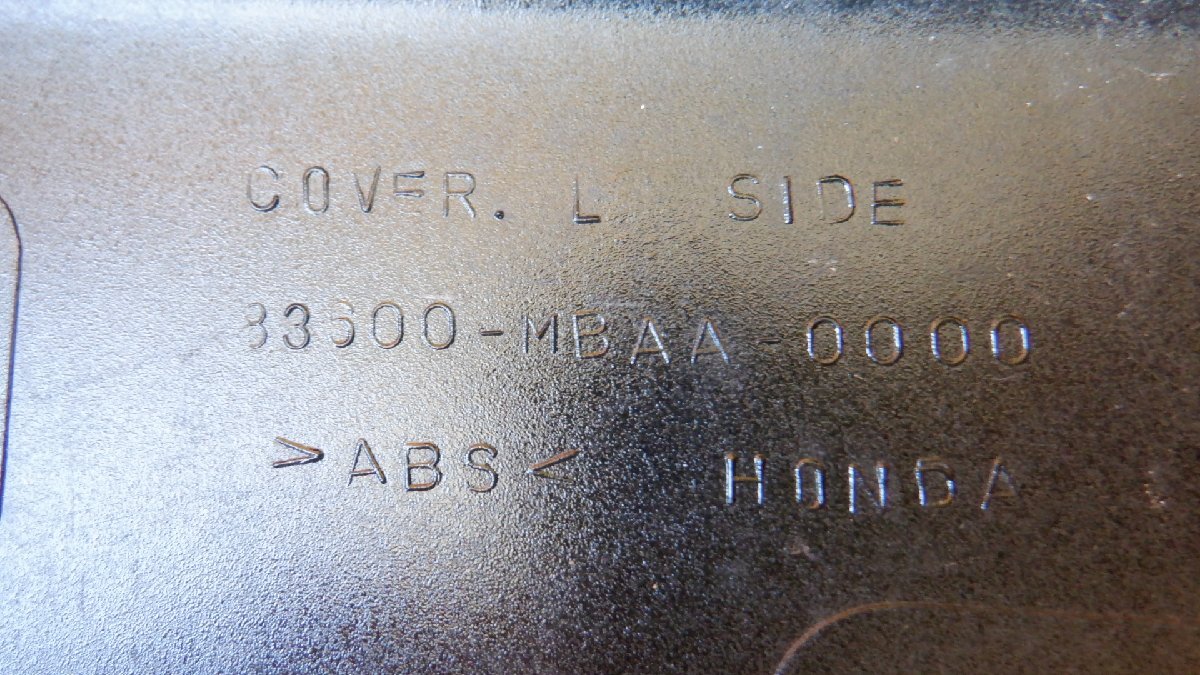 COVER. L SIDE
83600-MBAA-0000
>ABS< HONDA